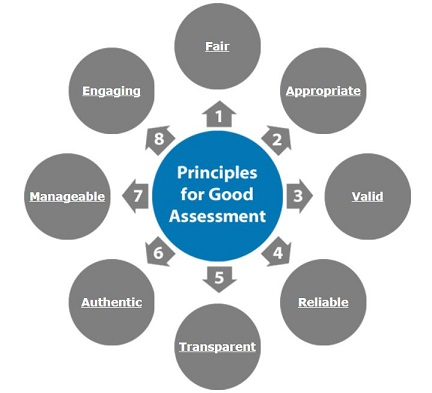 Principles
for Good
Assessment
1
Fair
2
Appropriate
3
Valid
4
Reliable
5
Transparent
6
Authentic
7
Manageable
8
Engaging